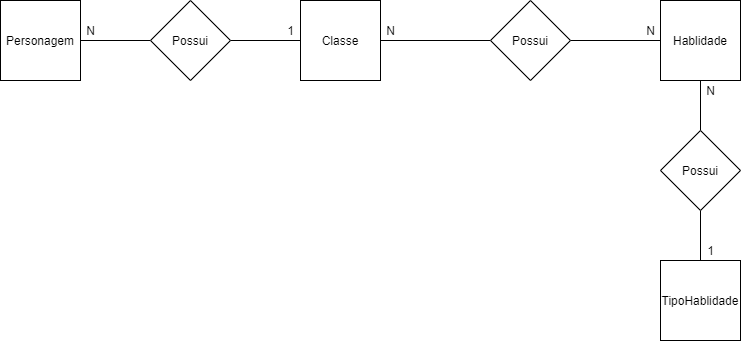 Personagem
N
Possui
1
Classe
N
Possui
N
Hablidade
N
Possui
1
TipoHablidade